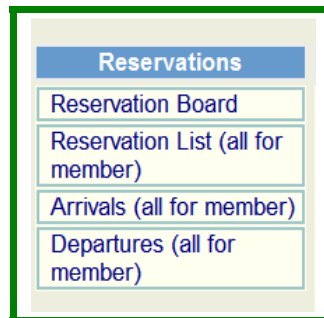 Reservations
Reservation Board
Reservation List (all for
member)
Arrivals (all for member)
Departures (all for
member)